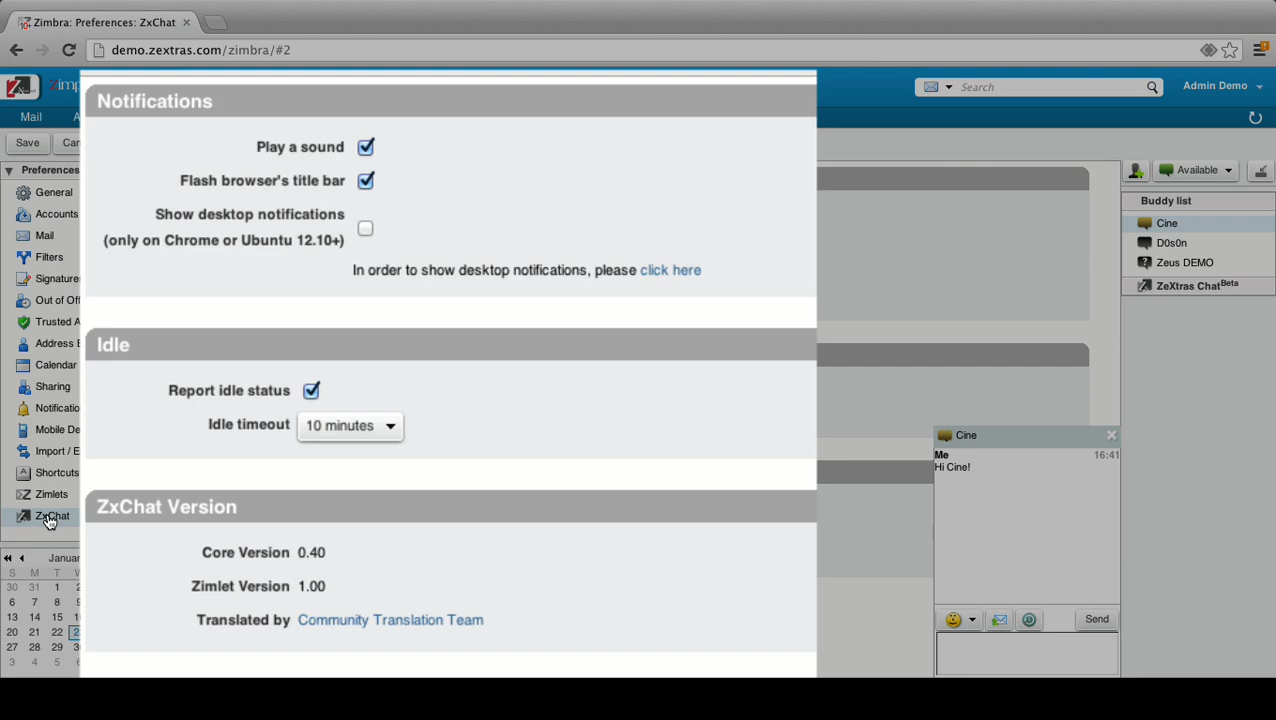 Zimbra: Preferences: ZxChat
demo.zextras.com/zimbra/#2
Search
Admin Demo
Mail
Save
Preferences
General
Accounts
Mail
Filters
Signatures
Out of Off
Trusted A
Address B
Calendar
Sharing
Notificatio
Mobile De
Import / E
Shortcuts
Zimlets
ZxChat
Januar
S M T W
30 31 1 2
6 7 8 9
13 14 15 16
20 21 22
27 28 29
3 4 5
Notifications
Play a sound
Flash browser's title bar
Show desktop notifications
(only on Chrome or Ubuntu 12.10+)
In order to show desktop notifications, please click here
Idle
Report idle status
Idle timeout 10 minutes
ZxChat Version
Core Version 0.40
Zimlet Version 1.00
Translated by Community Translation Team
Available
Buddy list
Cine
D0s0n
Zeus DEMO
ZeXtras Chat Beta
Cine
Me 16:41
Hi Cine!
Send